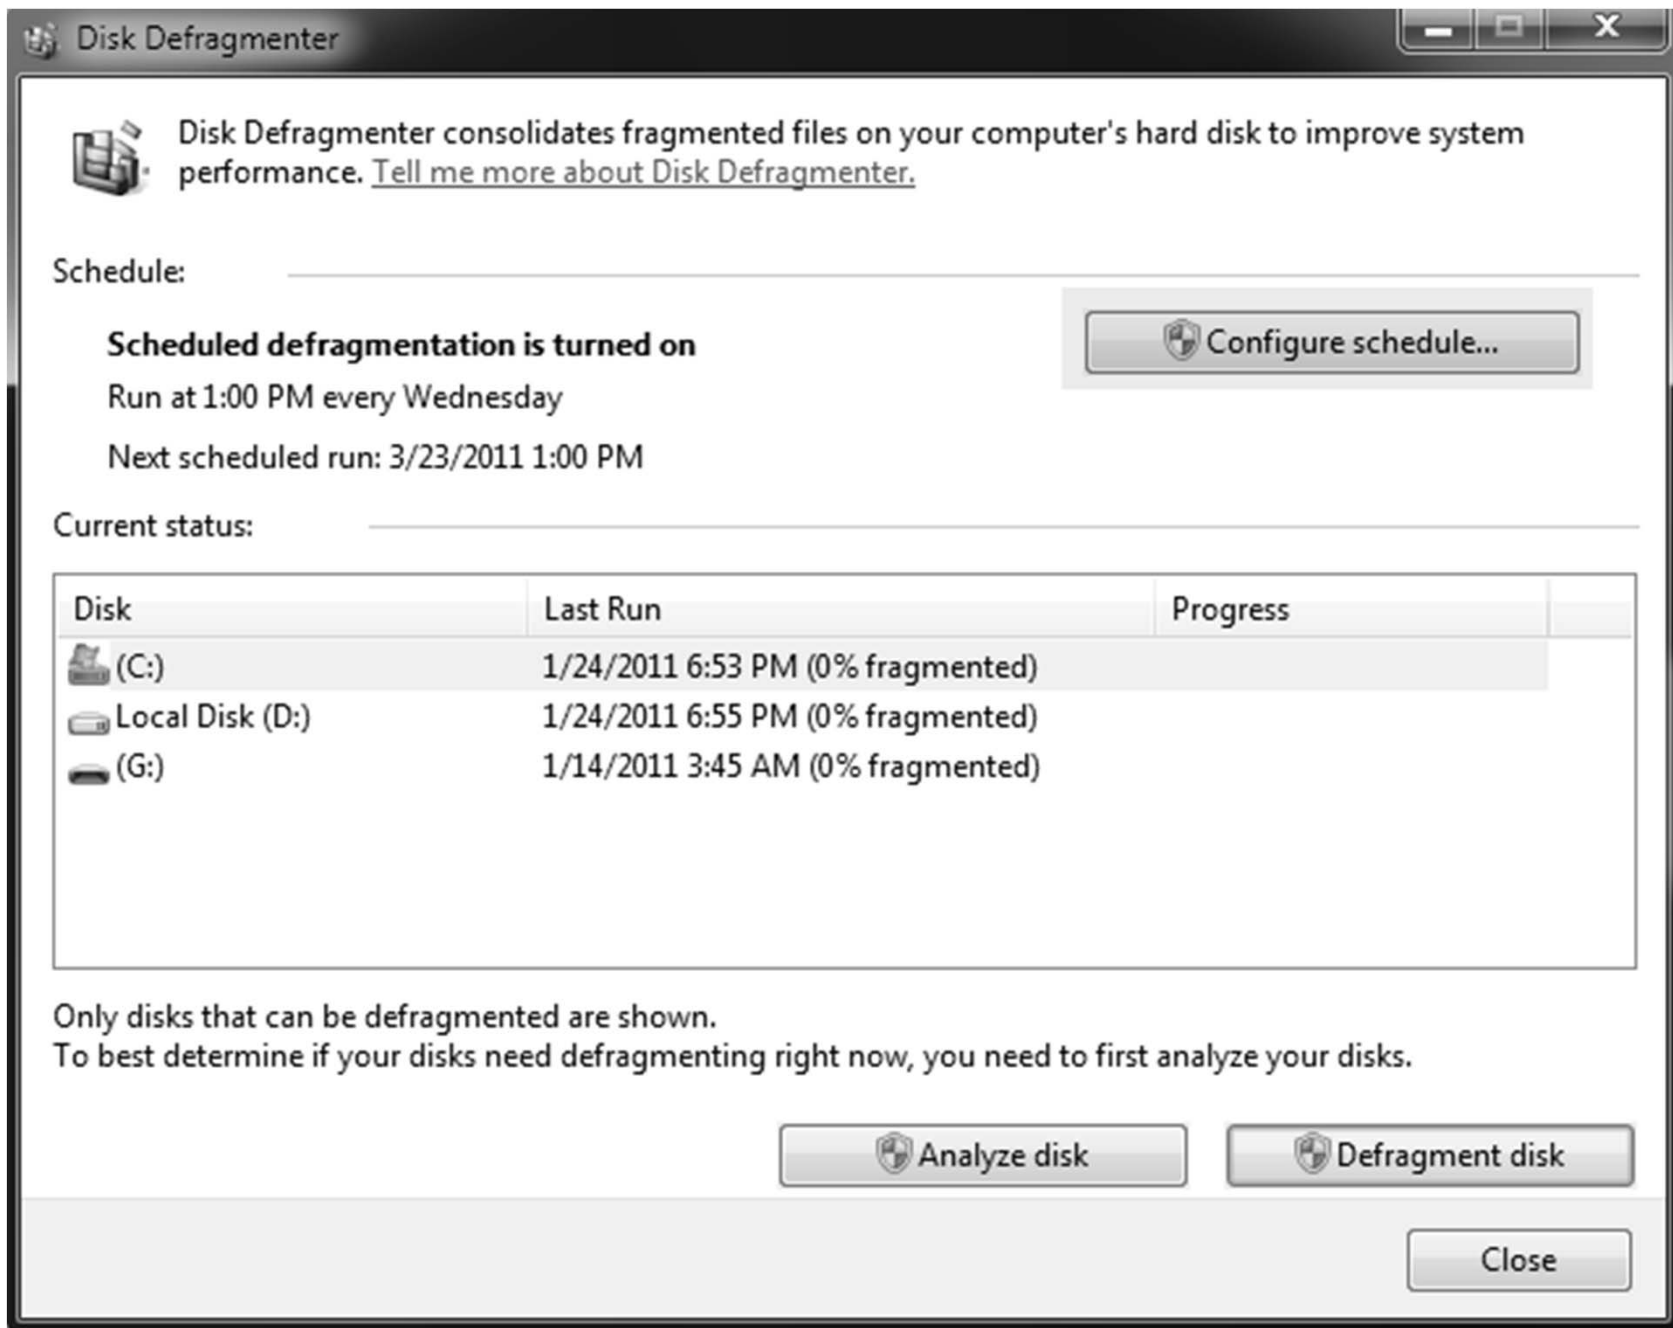 Disk Defragmenter
Disk Defragmenter consolidates fragmented files on your computer's hard disk to improve system
performance. Tell me more about Disk Defragmenter.
Schedule:
Scheduled defragmentation is turned on
Configure schedule...
Run at 1:00 PM every Wednesday
Next scheduled run: 3/23/2011 1:00 PM
Current status:
Disk Last Run Progress
(C:) 1/24/2011 6:53 PM (0% fragmented)
Local Disk (D:) 1/24/2011 6:55 PM (0% fragmented)
(G:) 1/14/2011 3:45 AM (0% fragmented)
Only disks that can be defragmented are shown.
To best determine if your disks need defragmenting right now, you need to first analyze your disks.
Analyze disk Defragment disk
Close